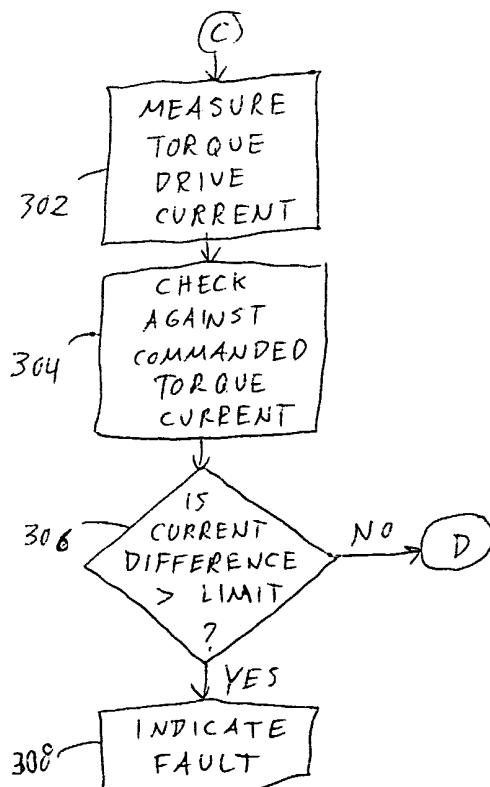 C
MEASURE
TORQUE
DRIVE
CURRENT
302
CHECK
AGAINST
COMMANDED
TORQUE
CURRENT
304
IS
CURRENT
DIFFERENCE
> LIMIT
?
306
NO
D
YES
INDICATE
FAULT
308